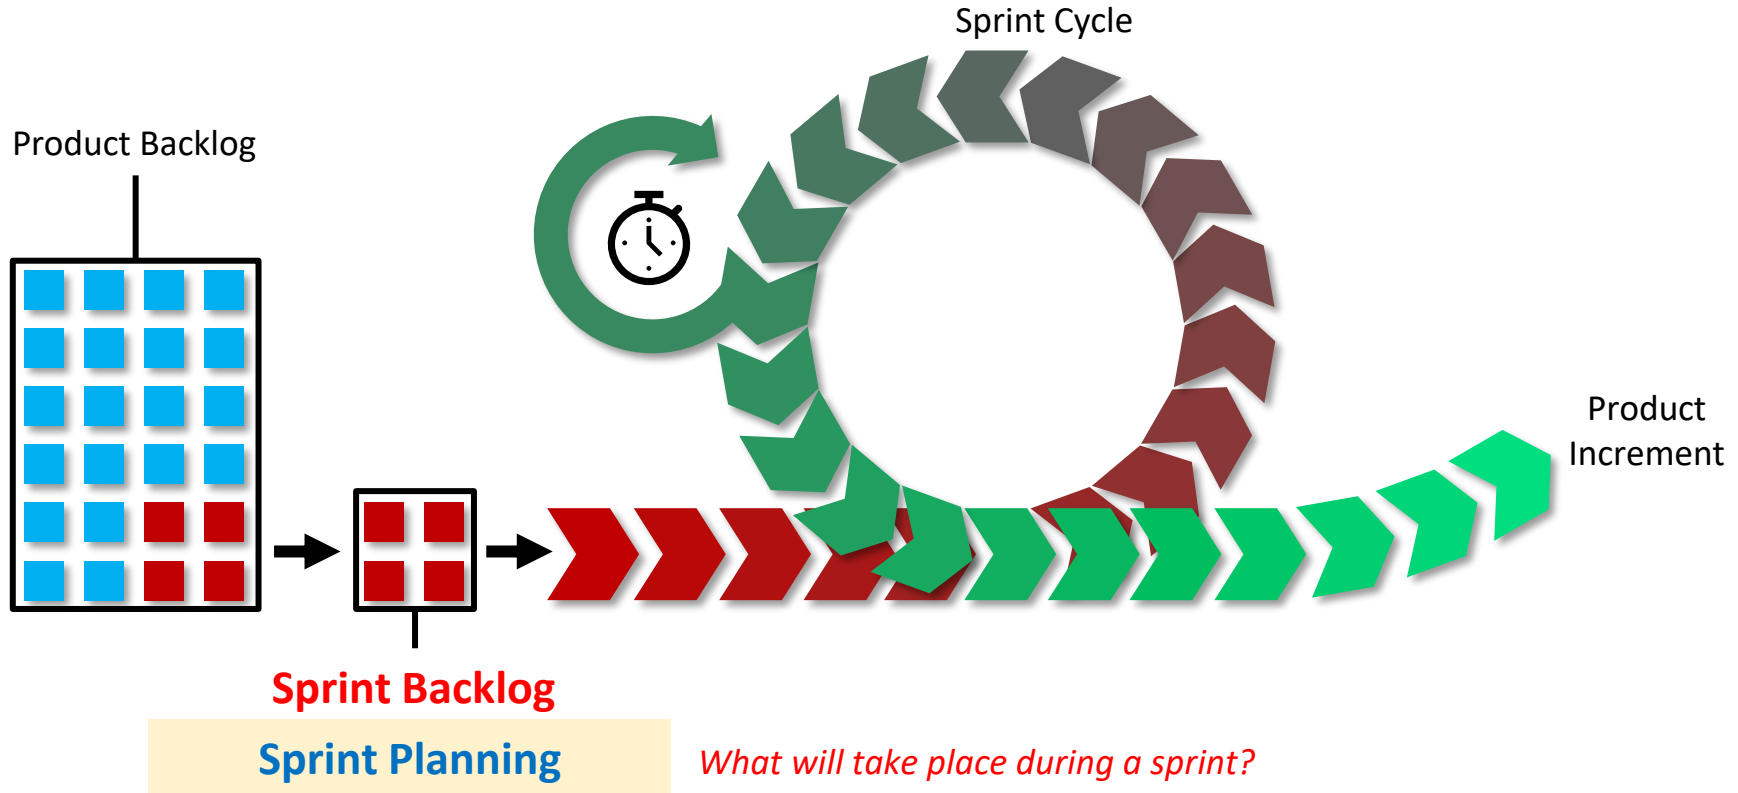 Sprint Cycle
Product Backlog
Product
Increment
Sprint Backlog
Sprint Planning
What will take place during a sprint?